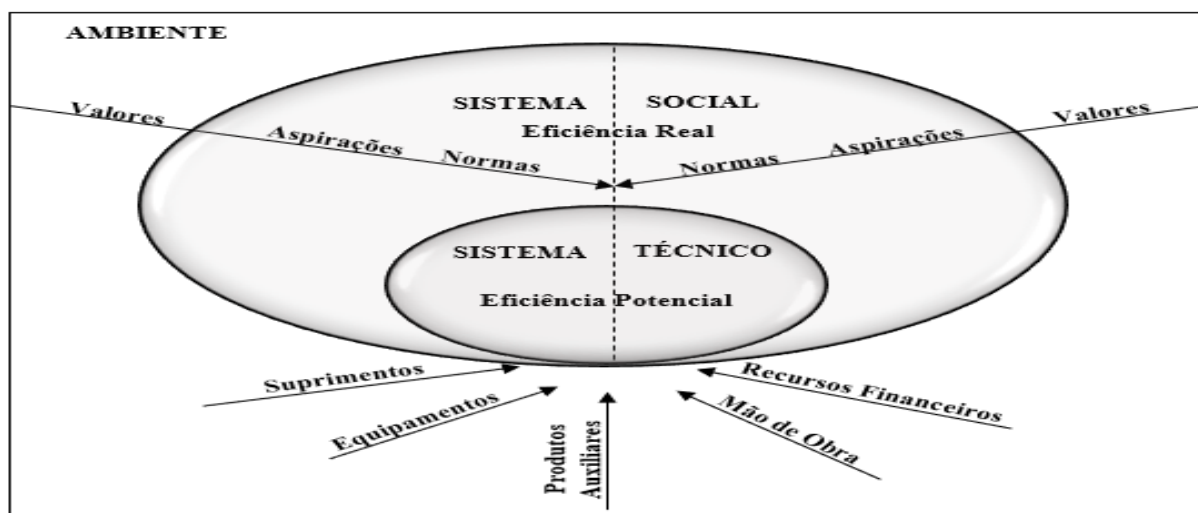 AMBIENTE
SISTEMA SOCIAL
Eficiência Real
Valores Aspirações Normas
Normas Aspirações Valores
SISTEMA TÉCNICO
Eficiência Potencial
Suprimentos
Equipamentos
Produtos
Auxiliares
Mão de Obra
Recursos Financeiros